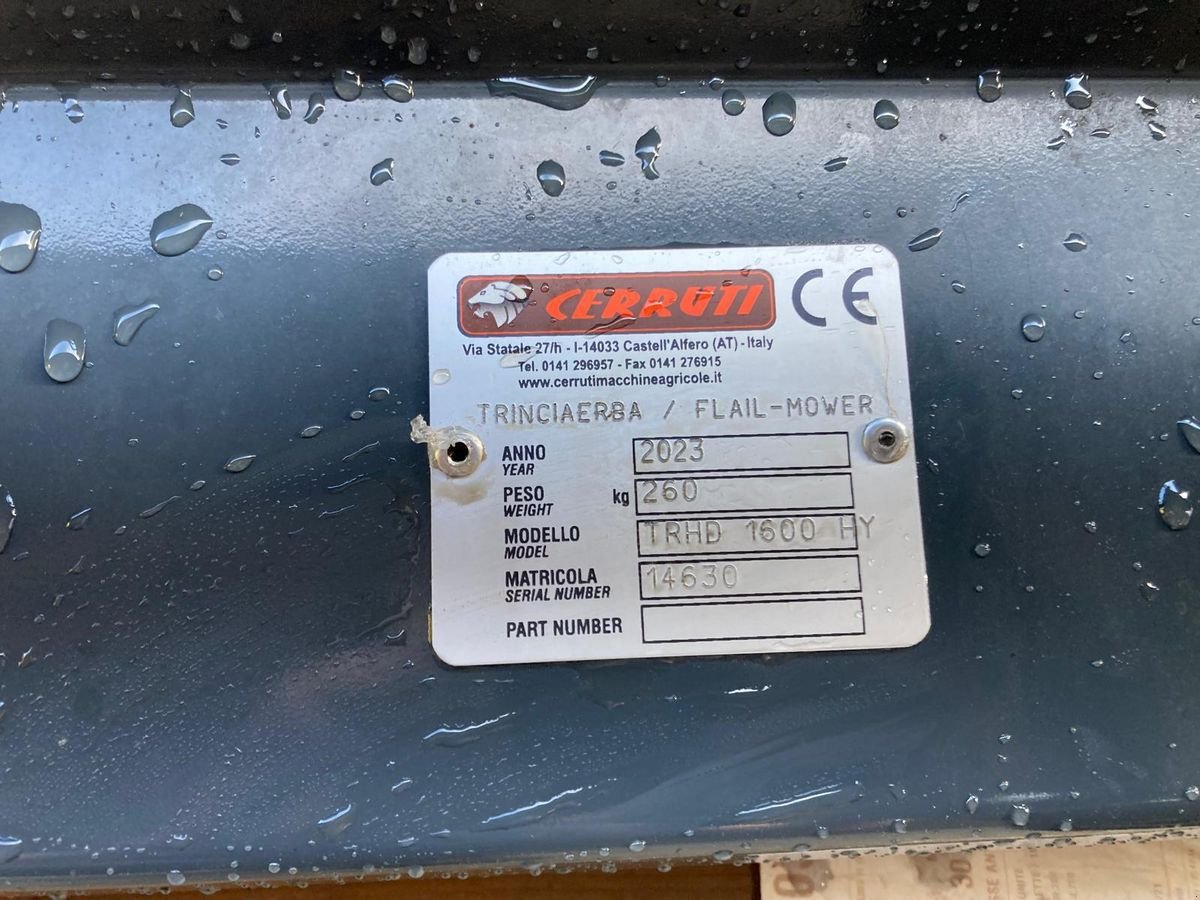 CERRUTI CE
Via Statale 27/h - I-14033 Castell'Alfero (AT) - Italy
Tel. 0141 296957 - Fax 0141 276915
www.cerrutimacchineagricole.it
TRINCIAERBA / FLAIL-MOWER
ANNO 2023
YEAR
PESO kg 260
WEIGHT
MODELLO TRHD 1600 HY
MODEL
MATRICOLA 14630
SERIAL NUMBER
PART NUMBER
30